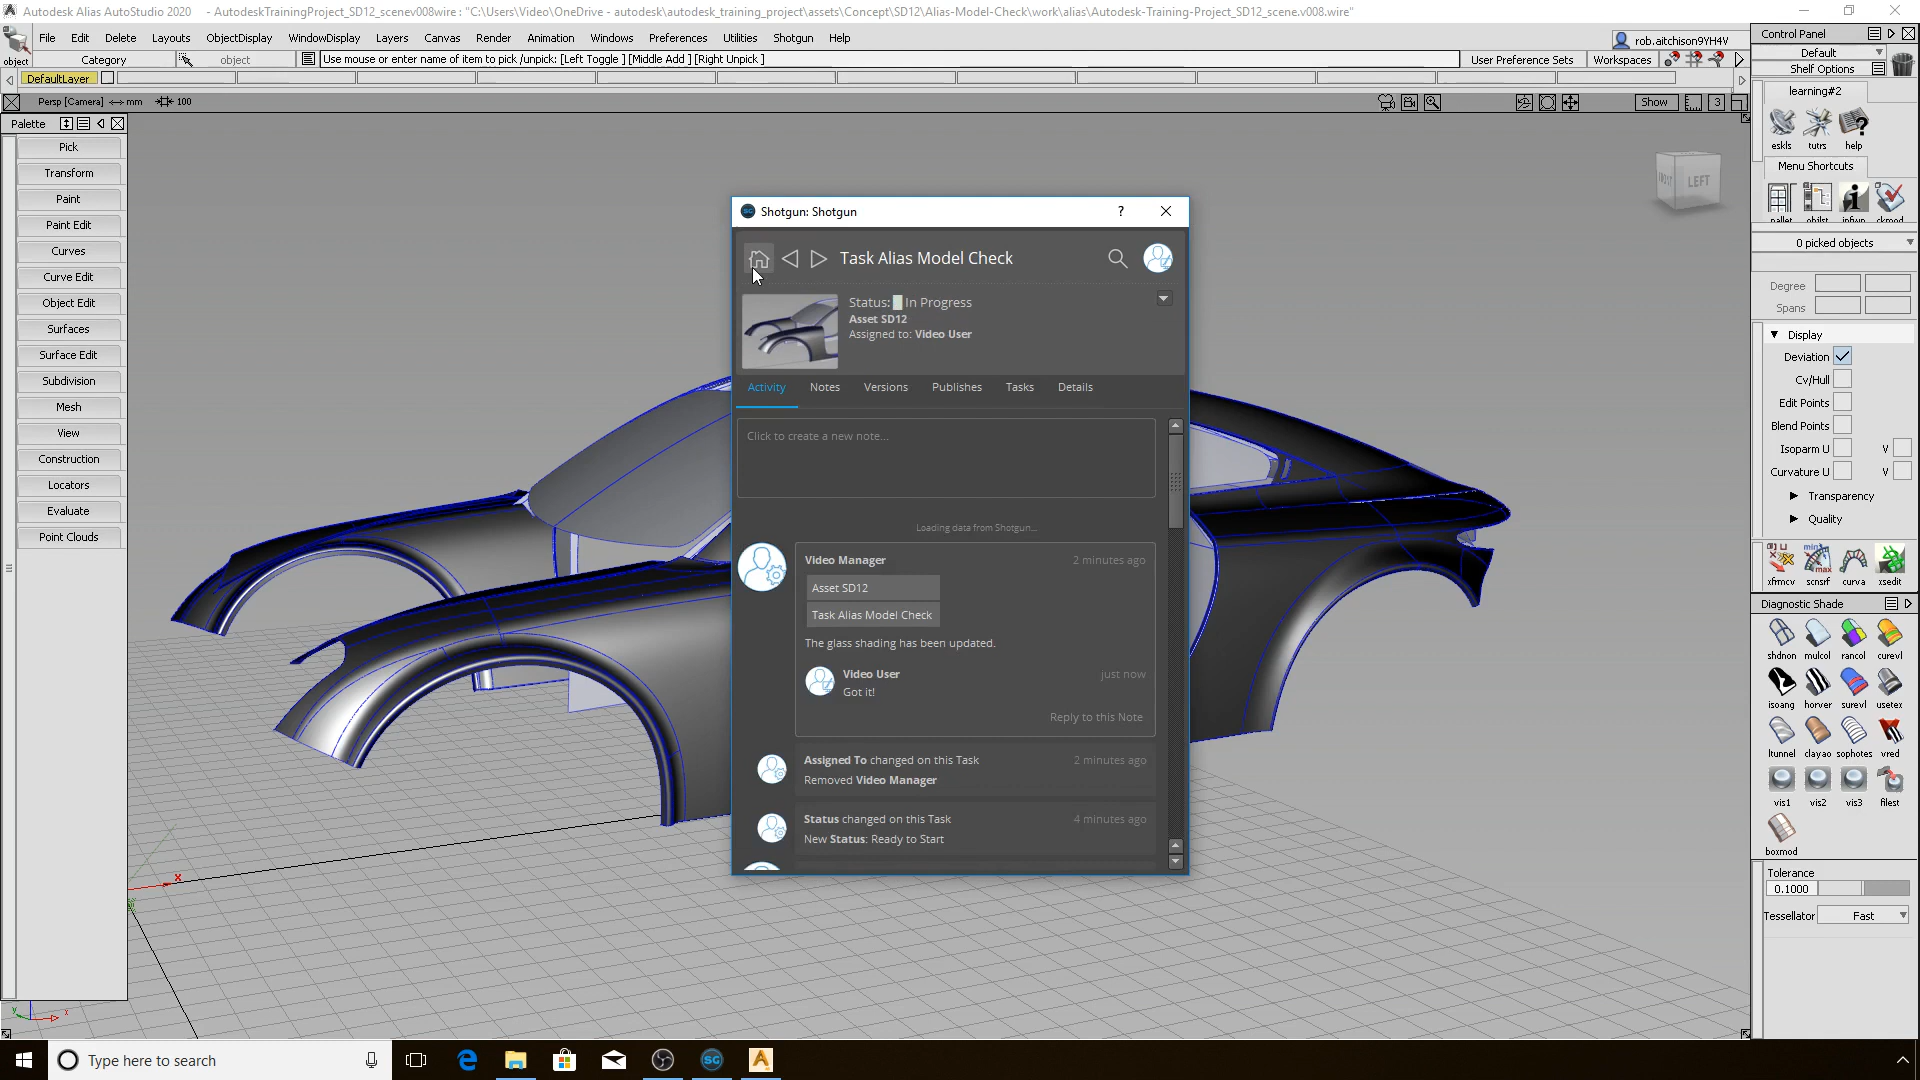 Autodesk Alias AutoStudio 2020 - AutodeskTrainingProject_SD12_scenev008wire : "C:\Users\Video\OneDrive - autodesk\autodesk_training_project\assets\Concept\SD12\Alias-Model-Check\work\alias\Autodesk-Training-Project_SD12_scene.v008.wire"
File Edit Delete Layouts ObjectDisplay WindowDisplay Layers Canvas Render Animation Windows Preferences Utilities Shotgun Help
rob.aitchison9YH4V
object
Category
object
Use mouse or enter name of item to pick /unpick: [Left Toggle ] [Middle Add ] [Right Unpick ]
User Preference Sets
Workspaces
DefaultLayer
Persp [Camera] <-> mm 100
Show
3
Palette
Pick
Transform
Paint
Paint Edit
Curves
Curve Edit
Object Edit
Surfaces
Surface Edit
Subdivision
Mesh
View
Construction
Locators
Evaluate
Point Clouds
LEFT
SG Shotgun: Shotgun ?
Task Alias Model Check
Status: In Progress
Asset SD12
Assigned to: Video User
Activity Notes Versions Publishes Tasks Details
Click to create a new note...
Loading data from Shotgun...
Video Manager 2 minutes ago
Asset SD12
Task Alias Model Check
The glass shading has been updated.
Video User just now
Got it!
Reply to this Note
Assigned To changed on this Task 2 minutes ago
Removed Video Manager
Status changed on this Task 4 minutes ago
New Status: Ready to Start
x
y
x
Control Panel
Default
Shelf Options
learning#2
eskls tutrs help
Menu Shortcuts
pallet objlst infwn ckmod
0 picked objects
Degree
Spans
Display
Deviation
Cv/Hull
Edit Points
Blend Points
Isoparm U V
Curvature U V
Transparency
Quality
xfrmcv scnsrf curva xsedit
Diagnostic Shade
shdnon mulcol rancol curevl
isoang horver surevl usetex
ltunnel clayao sophotes vred
vis1 vis2 vis3 filest
boxmod
Tolerance
0.1000
Tessellator Fast
Type here to search
SG